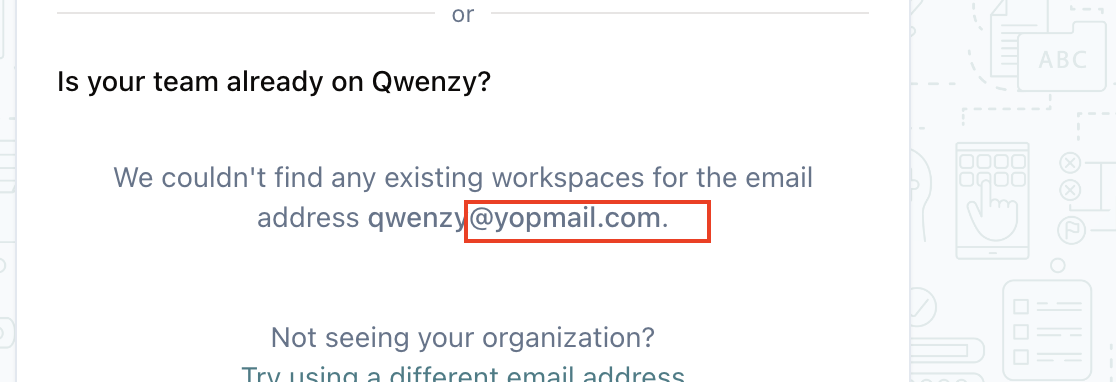 or
Is your team already on Qwenzy?
ABC
We couldn't find any existing workspaces for the email
address qwenzy@yopmail.com.
Not seeing your organization?
Try using a different email address